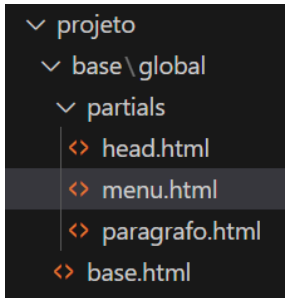 projeto
base\global
partials
<> head.html
<> menu.html
<> paragrafo.html
<> base.html